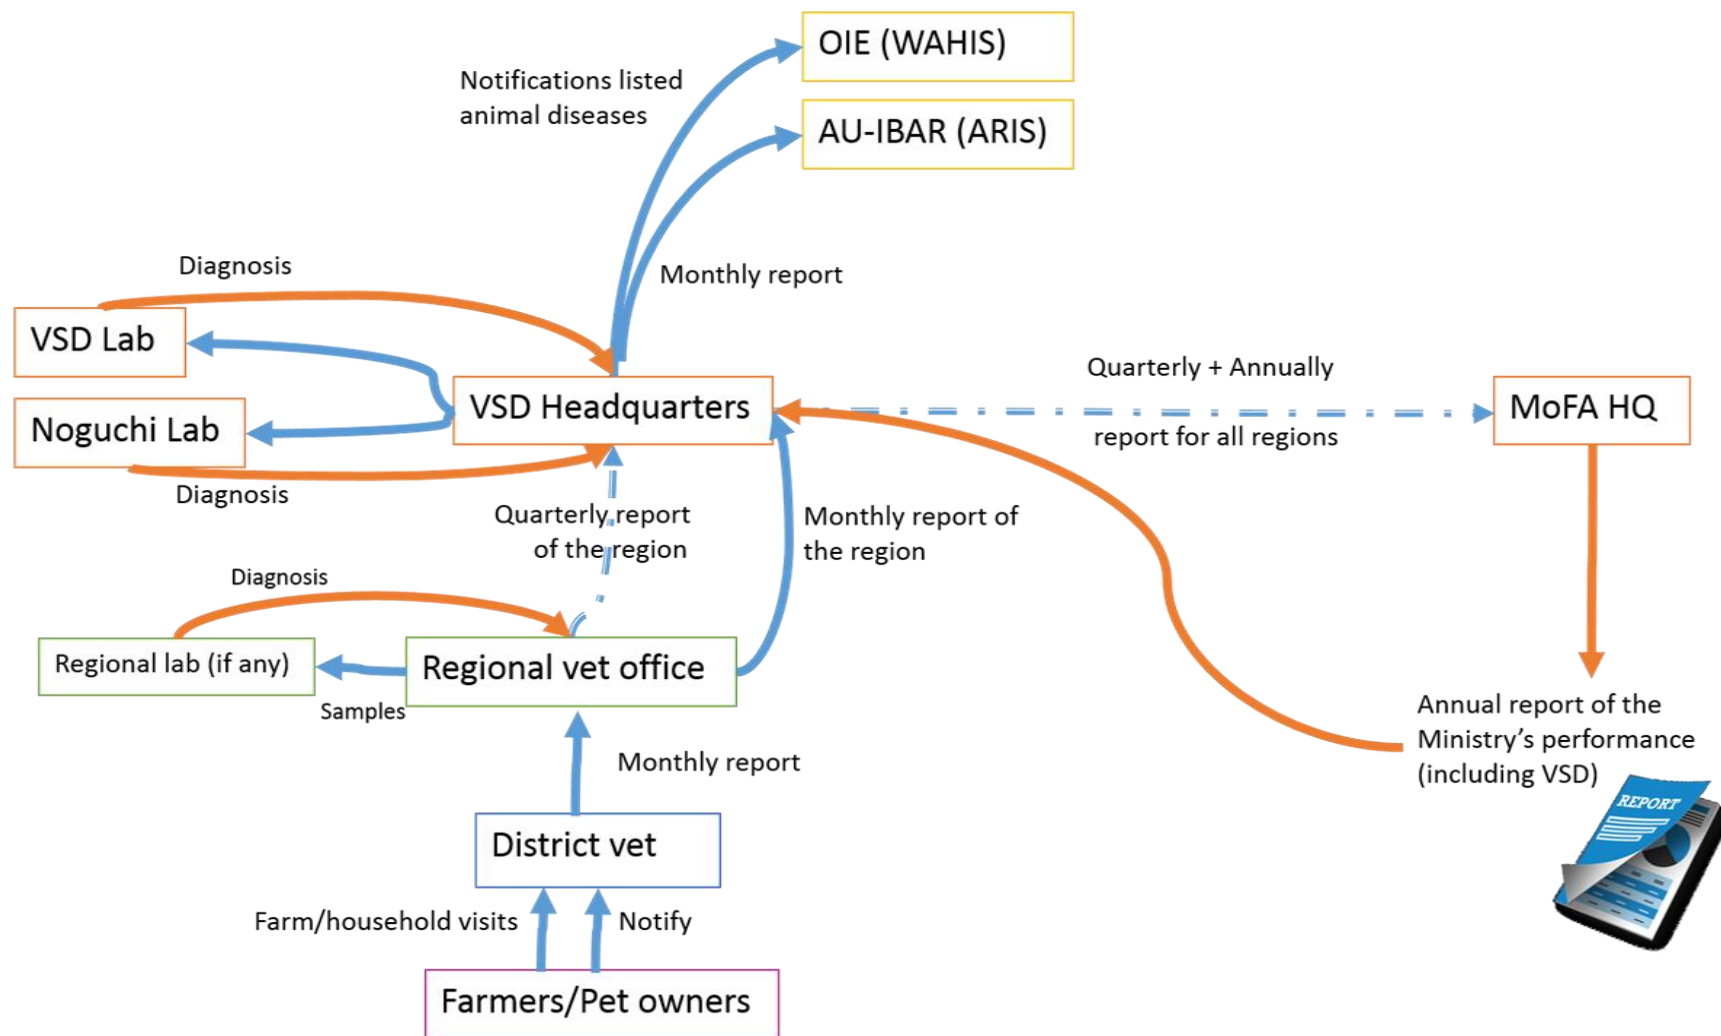 OIE (WAHIS)
Notifications listed
animal diseases
AU-IBAR (ARIS)
Diagnosis
Monthly report
VSD Lab
Quarterly + Annually
VSD Headquarters
MoFA HQ
Noguchi Lab
report for all regions
Diagnosis
Quarterly report
of the region
Monthly report of
the region
Diagnosis
Regional lab (if any)
Regional vet office
Samples
Annual report of the
Ministry’s performance
(including VSD)
Monthly report
REPORT
District vet
Farm/household visits
Notify
Farmers/Pet owners